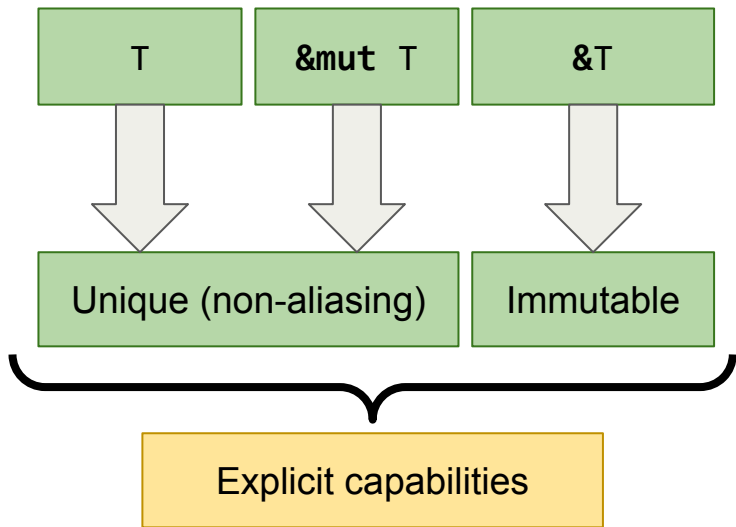 T
&mut T
&T
Unique (non-aliasing)
Immutable
Explicit capabilities